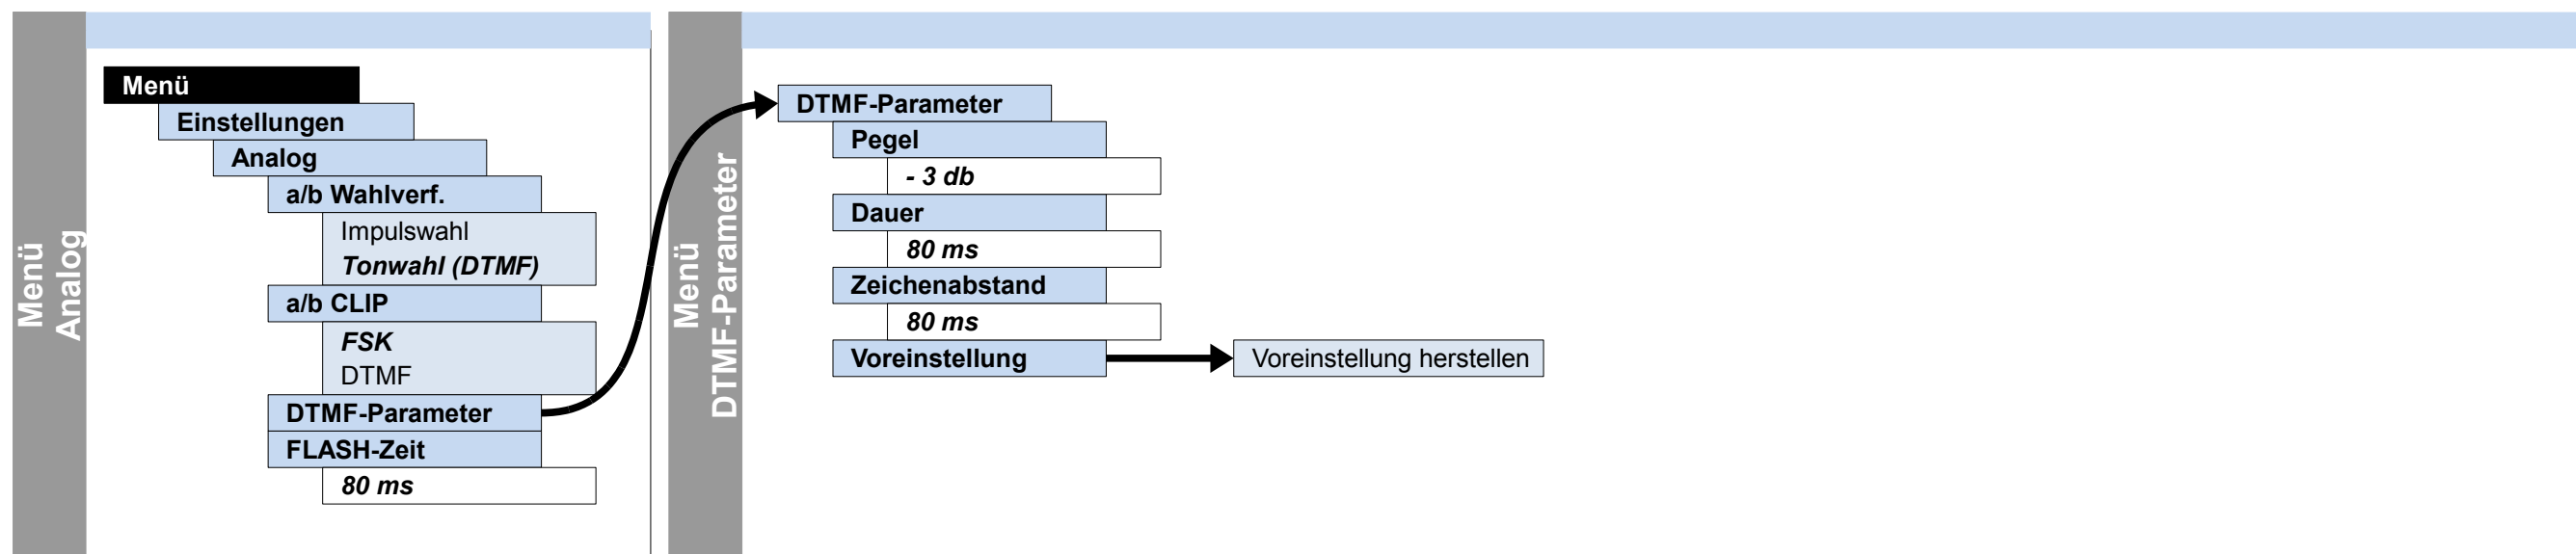 Menü
Analog
Menü
Einstellungen
Analog
a/b Wahlverf.
Impulswahl
Tonwahl (DTMF)
a/b CLIP
FSK
DTMF
DTMF-Parameter
FLASH-Zeit
80 ms
Menü
DTMF-Parameter
DTMF-Parameter
Pegel
- 3 db
Dauer
80 ms
Zeichenabstand
80 ms
Voreinstellung
Voreinstellung herstellen